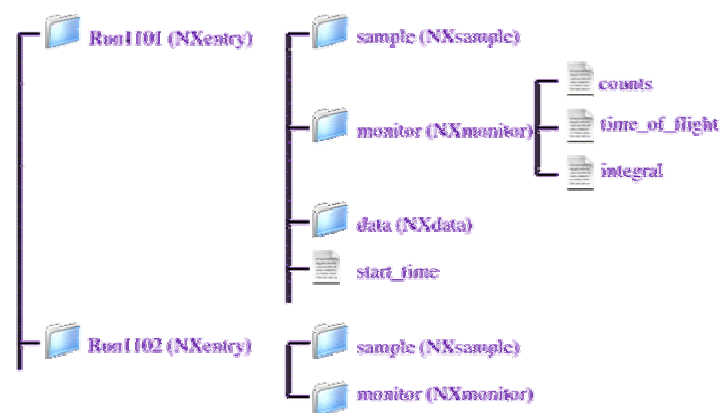 Run1101 (NXentry)
sample (NXsample)
monitor (NXmonitor)
counts
time_of_flight
integral
data (NXdata)
start_time
Run1102 (NXentry)
sample (NXsample)
monitor (NXmonitor)